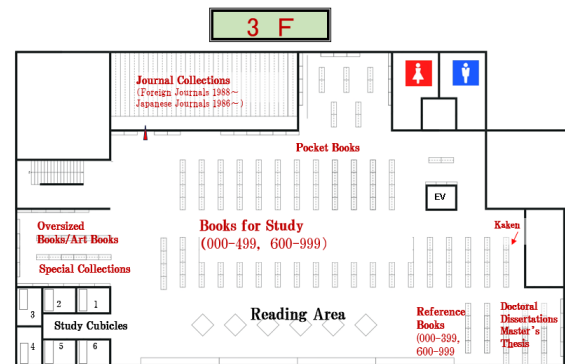 3 F
Journal Collections
(Foreign Journals 1988~
Japanese Journals 1986~)
Pocket Books
EV
Oversized
Books/Art Books
Books for Study
(000-499, 600-999)
Kaken
Special Collections
3
2
1
Study Cubicles
4
5
6
Reading Area
Reference
Books
(000-399,
600-999
Doctoral
Dissertations
Master's
Thesis